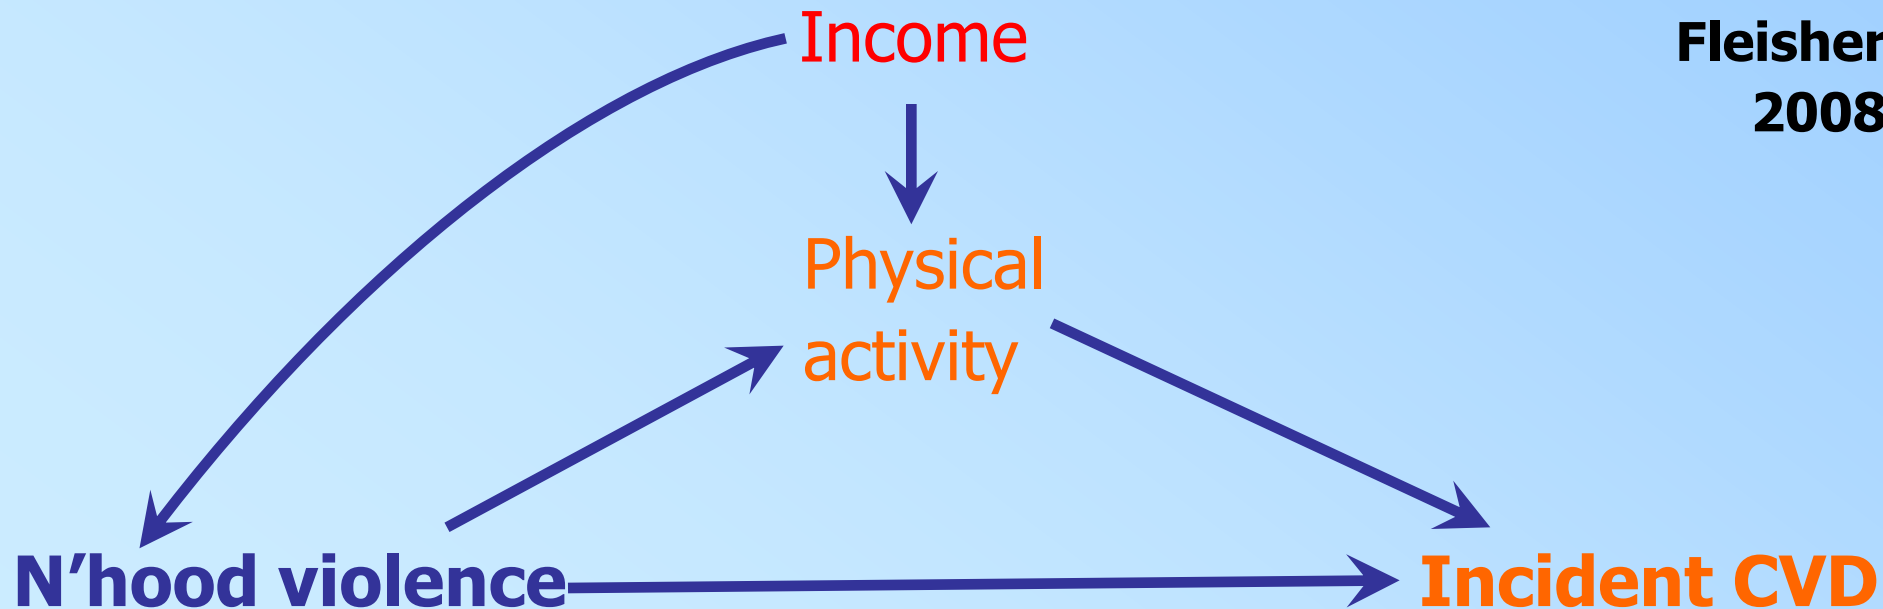 Income
Fleisher
2008
Physical
activity
N’hood violence
Incident CVD